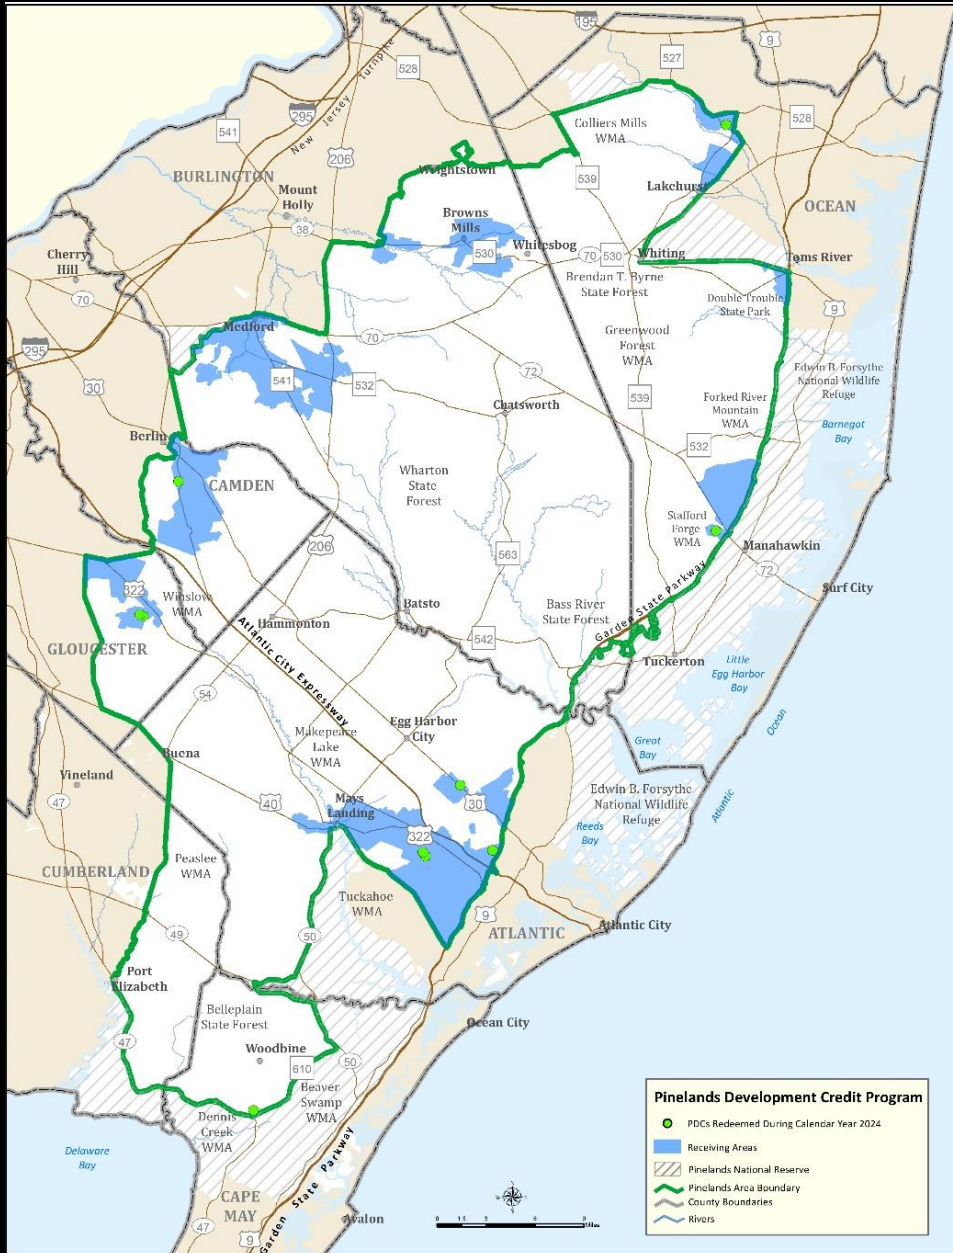 195
9
527
528
295
New Jersey Turnpike
541
528
206
Colliers Mills
WMA
Wrightstown
539
BURLINGTON
Mount
Holly
Lakehurst
OCEAN
38
Browns
Mills
530
Whitesbog
70
530
Whiting
Toms River
Cherry
Hill
Brendan T. Byrne
State Forest
70
Double Trouble
State Park
9
Medford
70
Greenwood
Forest
WMA
295
541
532
72
Edwin B. Forsythe
National Wildlife
Refuge
30
539
Forked River
Mountain
WMA
Chatsworth
Barnegat
Bay
Berlin
532
CAMDEN
Wharton
State
Forest
Stafford
Forge
WMA
206
563
Manahawkin
72
322
Winslow
WMA
Surf City
Batsto
Bass River
State Forest
Garden State Parkway
Hammonton
542
GLOUCESTER
Atlantic City Expressway
Tuckerton
Little
Egg Harbor
Bay
54
Egg Harbor
City
Ocean
Makepeace
Lake
WMA
Great
Bay
Buena
Vineland
47
40
Mays
Landing
30
Edwin B. Forsythe
National Wildlife
Refuge
Atlantic
322
Reeds
Bay
Peaslee
WMA
CUMBERLAND
Tuckahoe
WMA
9
ATLANTIC
Atlantic City
49
50
Port
Elizabeth
Belleplain
State Forest
Ocean City
47
Woodbine
50
610
Beaver
Swamp
WMA
Dennis
Creek
WMA
Delaware
Bay
Garden State Parkway
CAPE
MAY
47
9
Avalon
Pinelands Development Credit Program
PDCs Redeemed During Calendar Year 2024
Receiving Areas
Pinelands National Reserve
Pinelands Area Boundary
County Boundaries
Rivers